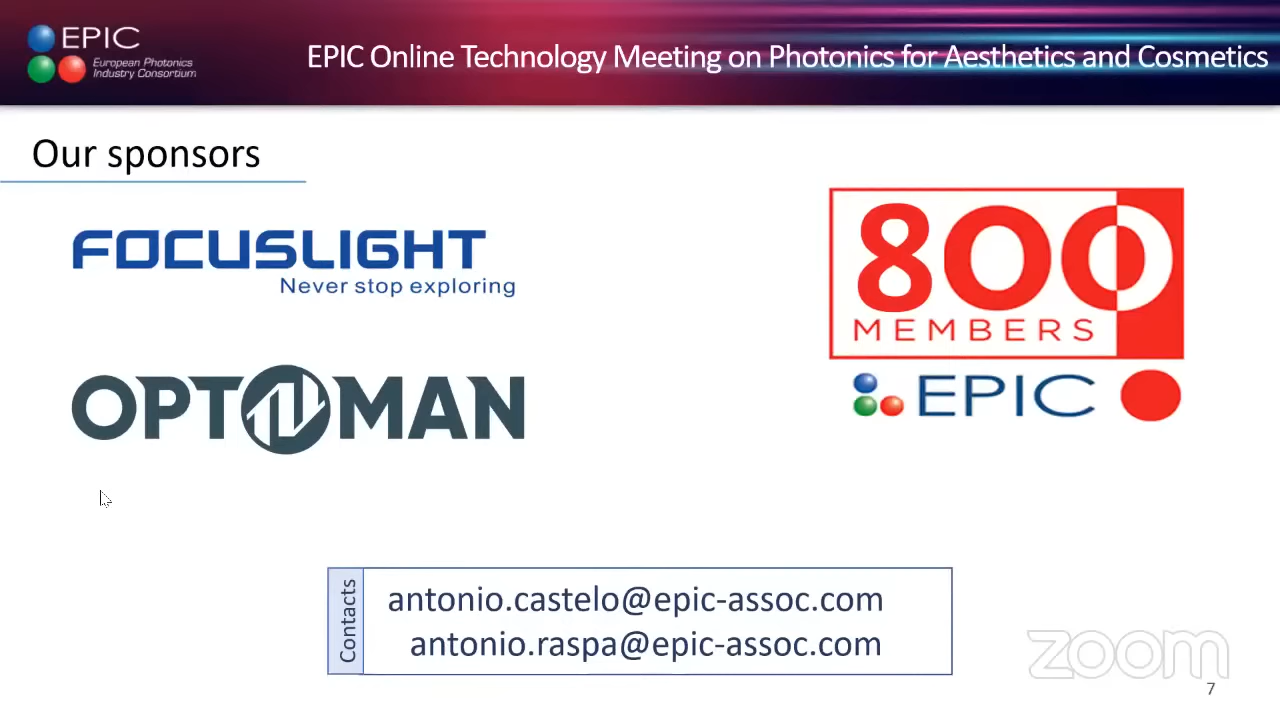 EPIC
European Photonics
Industry Consortium
EPIC Online Technology Meeting on Photonics for Aesthetics and Cosmetics
Our sponsors
FOCUSLIGHT
Never stop exploring
OPTOMAN
800
MEMBERS
EPIC
Contacts
antonio.castelo@epic-assoc.com
antonio.raspa@epic-assoc.com
zoom
7